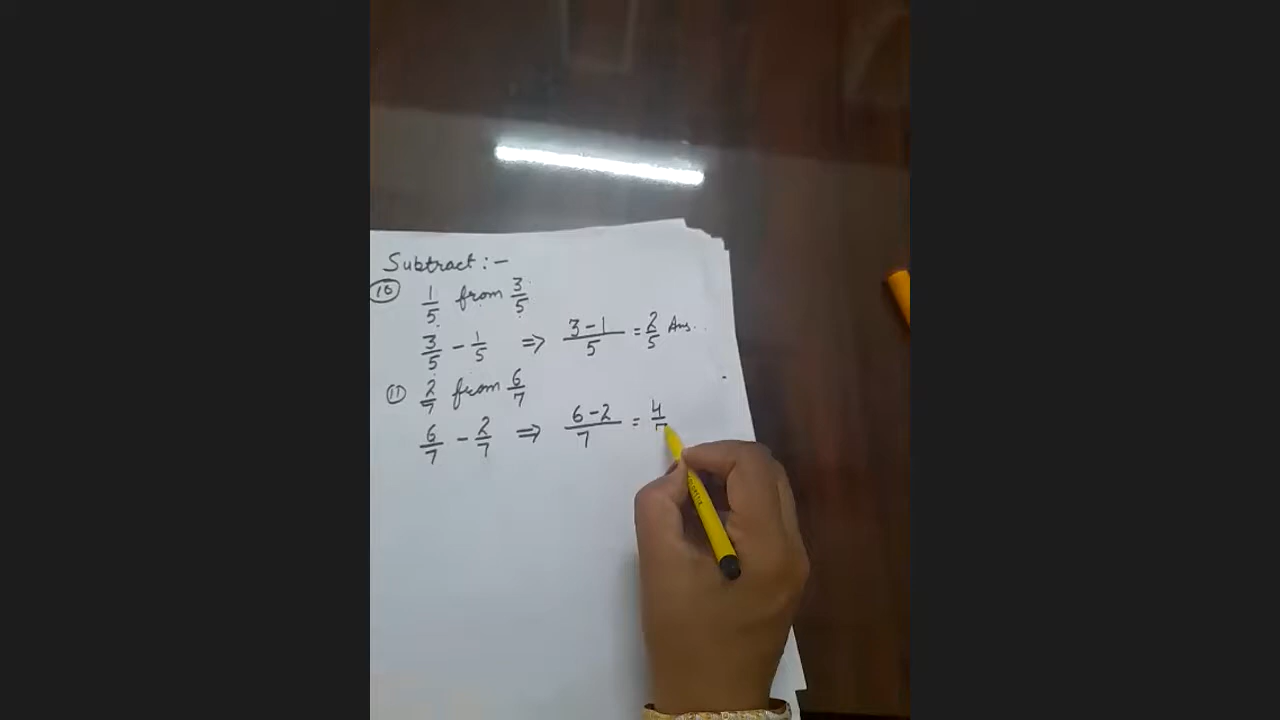 Subtract :-
(10) 1/5 from 3/5
3/5 - 1/5 => (3-1)/5 = 2/5 Ans.
(11) 2/7 from 6/7
6/7 - 2/7 => (6-2)/7 = 4/7